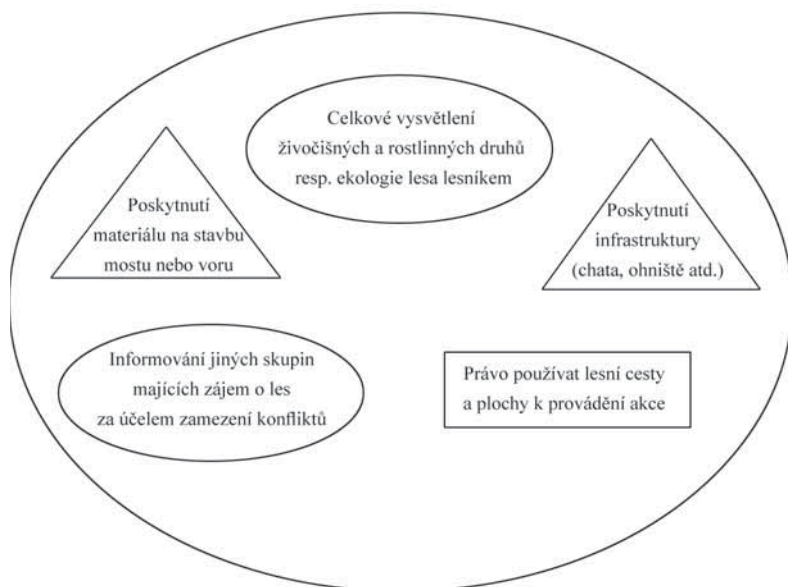 Celkové vysvětlení
živočišných a rostlinných druhů
resp. ekologie lesa lesníkem
Poskytnutí
materiálu na stavbu
mostu nebo voru
Poskytnutí
infrastruktury
(chata, ohniště atd.)
Informování jiných skupin
majících zájem o les
za účelem zamezení konfliktů
Právo používat lesní cesty
a plochy k provádění akce